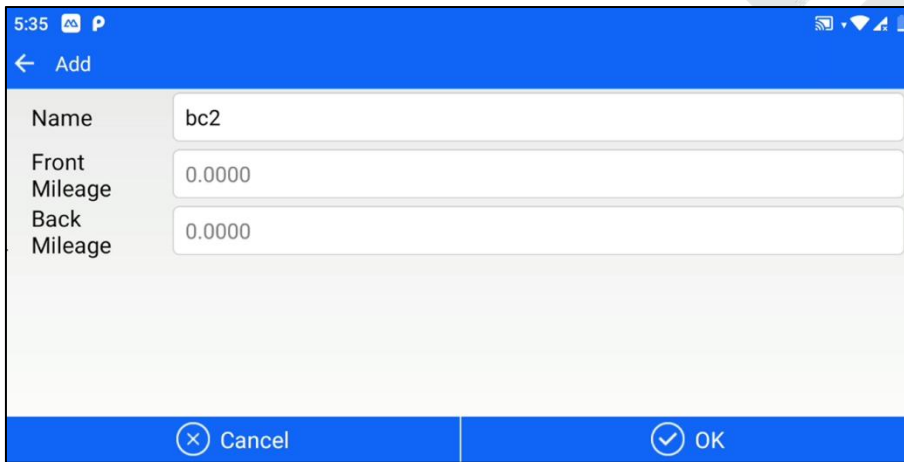 5:35
Add
Name
bc2
Front
Mileage
0.0000
Back
Mileage
0.0000
Cancel
OK